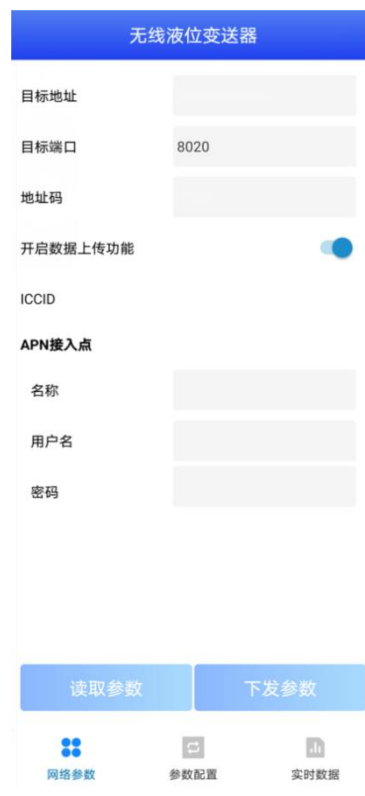 无线液位变送器
目标地址
目标端口 8020
地址码
开启数据上传功能
ICCID
APN接入点
名称
用户名
密码
读取参数 下发参数
网络参数 参数配置 实时数据